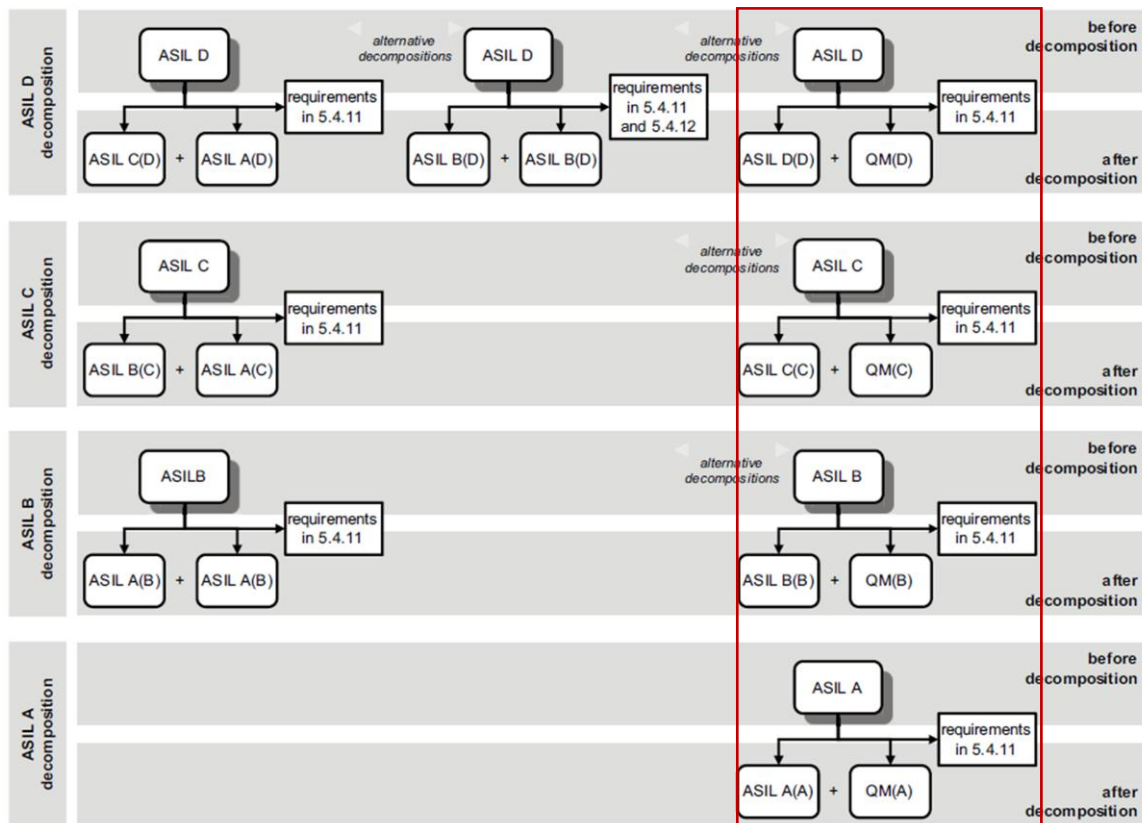 ASIL D
decomposition
ASIL D
alternative
decompositions
ASIL D
alternative
decompositions
ASIL D
before
decomposition
requirements
in 5.4.11
requirements
in 5.4.11
and 5.4.12
requirements
in 5.4.11
ASIL C(D) + ASIL A(D)
ASIL B(D) + ASIL B(D)
ASIL D(D) + QM(D)
after
decomposition
ASIL C
decomposition
ASIL C
alternative
decompositions
ASIL C
before
decomposition
requirements
in 5.4.11
requirements
in 5.4.11
ASIL B(C) + ASIL A(C)
ASIL C(C) + QM(C)
after
decomposition
ASIL B
decomposition
ASILB
alternative
decompositions
ASIL B
before
decomposition
requirements
in 5.4.11
requirements
in 5.4.11
ASIL A(B) + ASIL A(B)
ASIL B(B) + QM(B)
after
decomposition
ASIL A
decomposition
ASIL A
before
decomposition
requirements
in 5.4.11
ASIL A(A) + QM(A)
after
decomposition